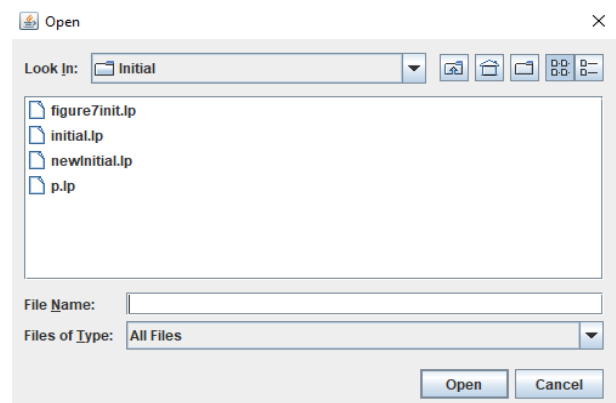 Open
Look In: Initial
figure7init.lp
initial.lp
newInitial.lp
p.lp
File Name:
Files of Type: All Files
Open Cancel